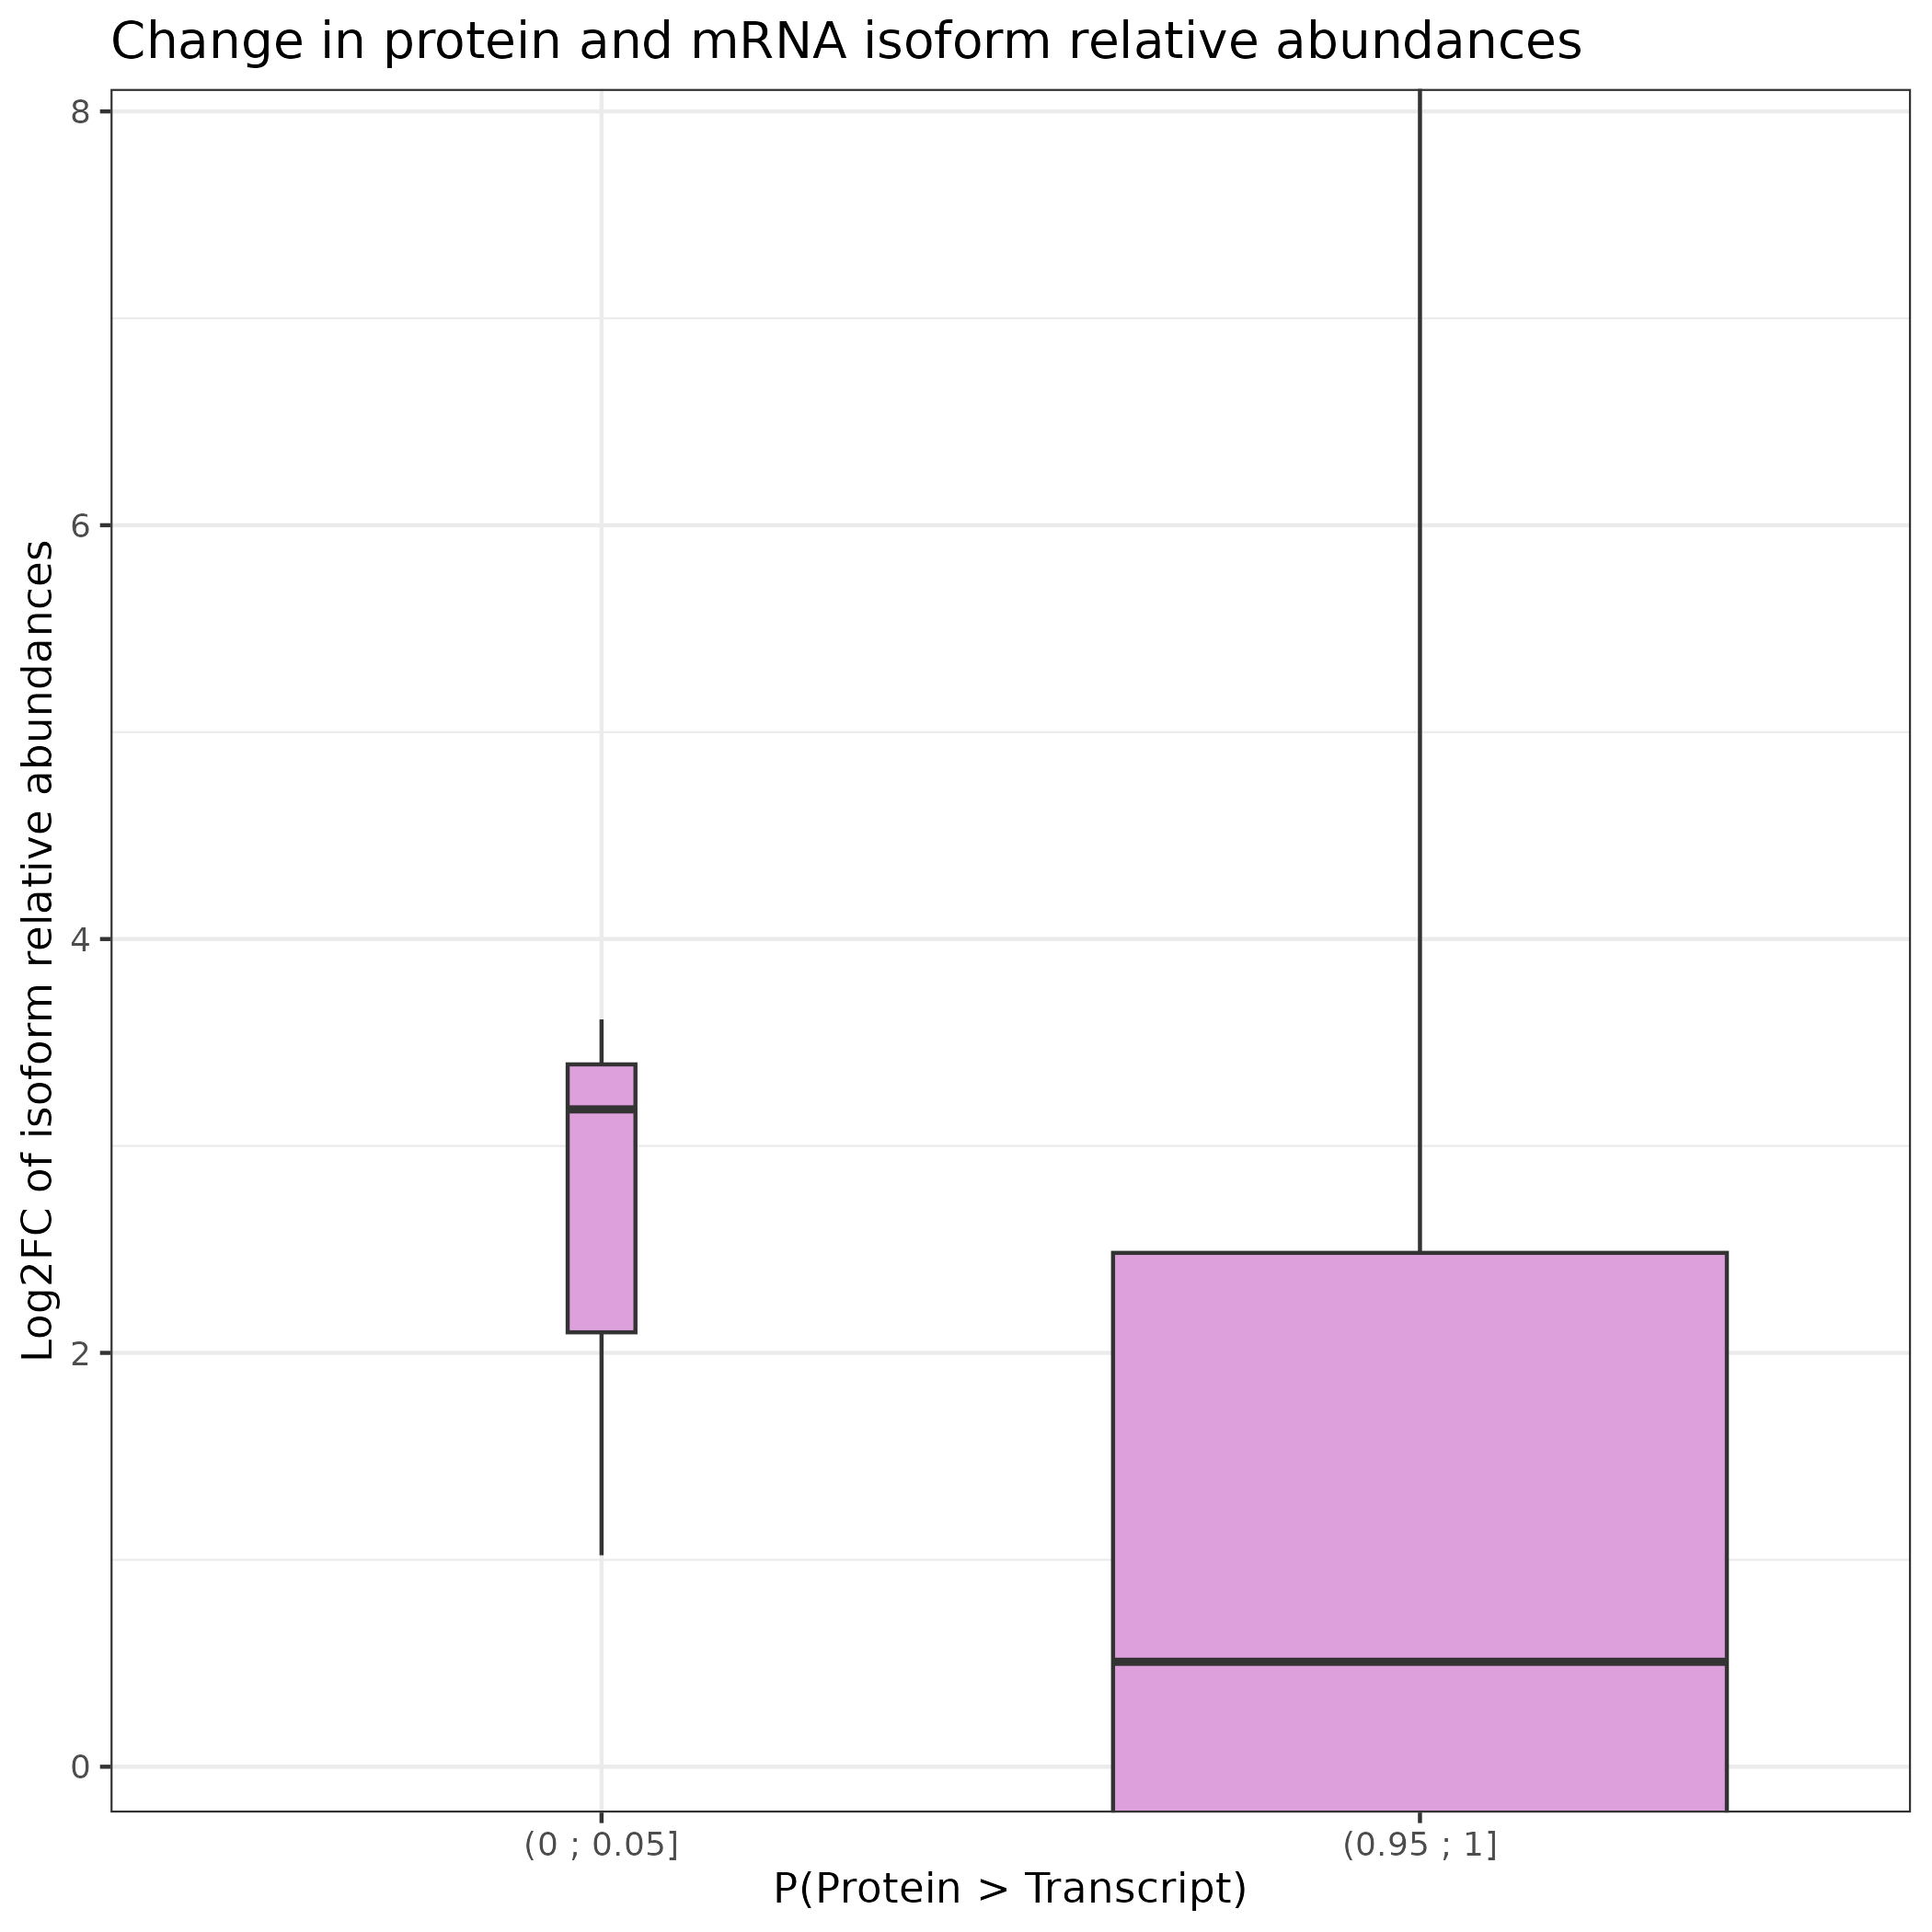 Change in protein and mRNA isoform relative abundances
Log2FC of isoform relative abundances
8
6
4
2
0
(0 ; 0.05]
(0.95 ; 1]
P(Protein > Transcript)